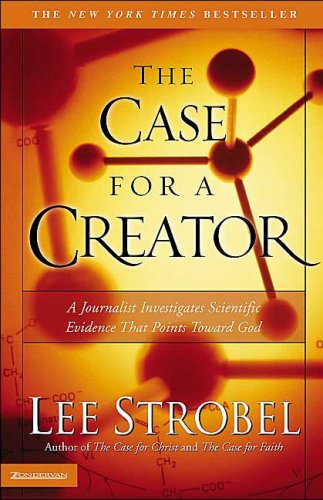 THE NEW YORK TIMES BESTSELLER
THE
CASE
FOR A
CREATOR
A Journalist Investigates Scientific
Evidence That Points Toward God
LEE STROBEL
Author of The Case for Christ and The Case for Faith
ZONDERVAN